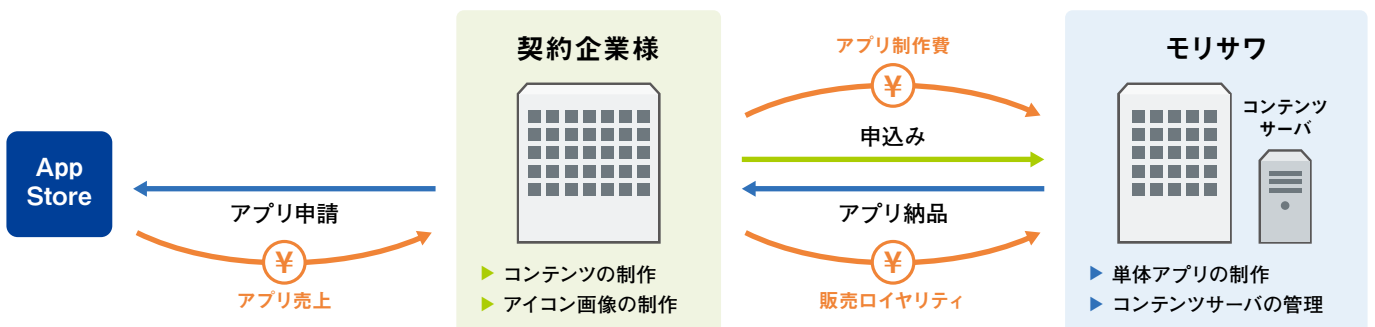 App
Store
アプリ申請
¥
アプリ売上
契約企業様
▶ コンテンツの制作
▶ アイコン画像の制作
アプリ制作費
¥
申込み
アプリ納品
¥
販売ロイヤリティ
モリサワ
コンテンツ
サーバ
▶ 単体アプリの制作
▶ コンテンツサーバの管理